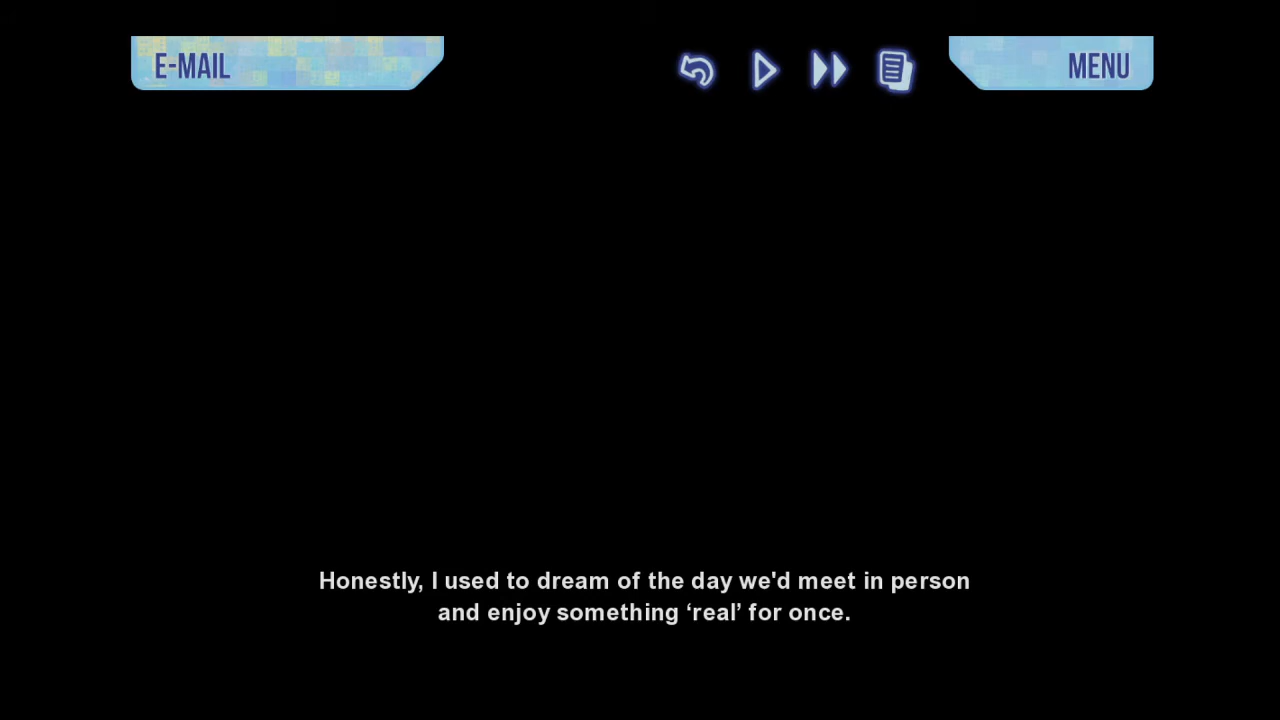 E-MAIL
MENU
Honestly, I used to dream of the day we'd meet in person
and enjoy something ‘real’ for once.